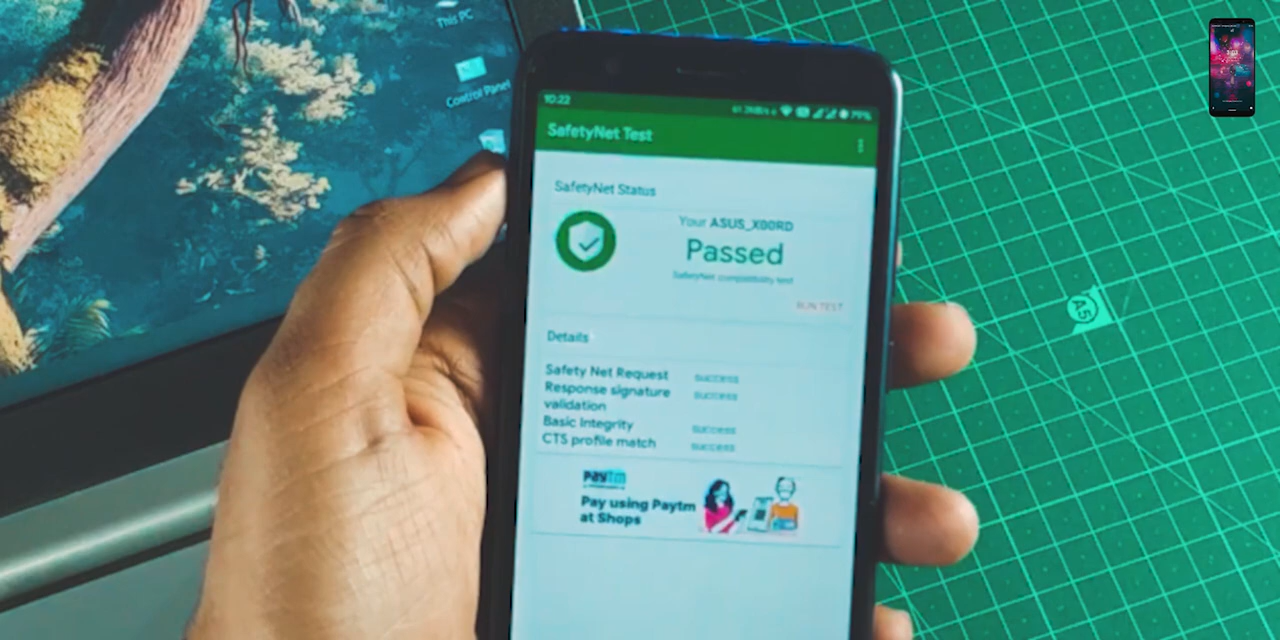 This PC
Control Panel
10:22
79%
SafetyNet Test
SafetyNet Status
Your ASUS_X00RD
Passed
SafetyNet compatibility test
RUN TEST
Details
Safety Net Request success
Response signature validation success
Basic Integrity success
CTS profile match success
Paytm
Pay using Paytm
at Shops
A5